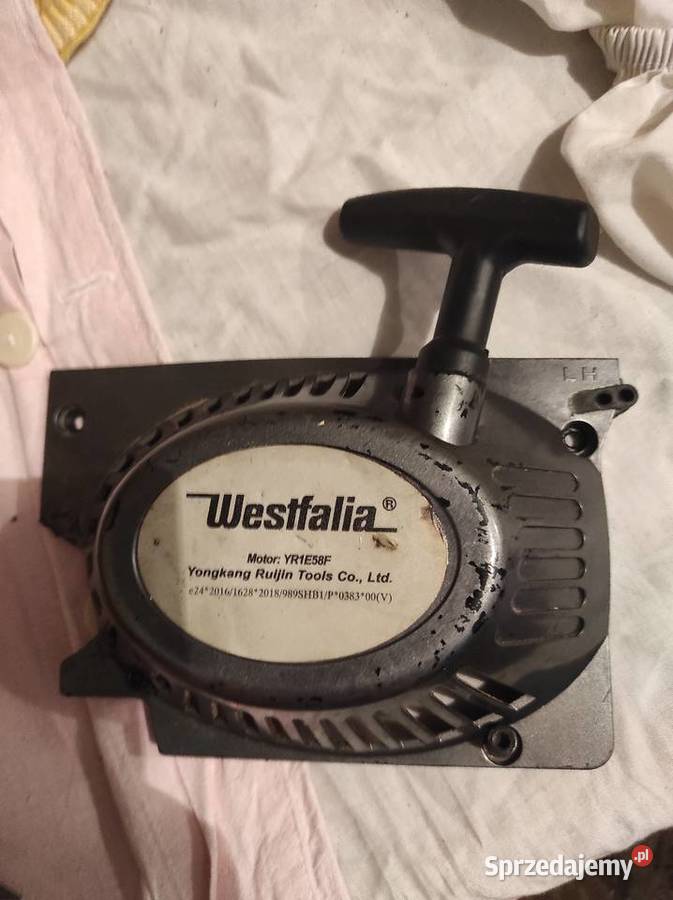 LH
Westfalia®
Motor: YR1E58F
Yongkang Ruijin Tools Co., Ltd.
e24*2016/1628*2018/989SHB1/P*0383*00(V)
Sprzedajemy.pl